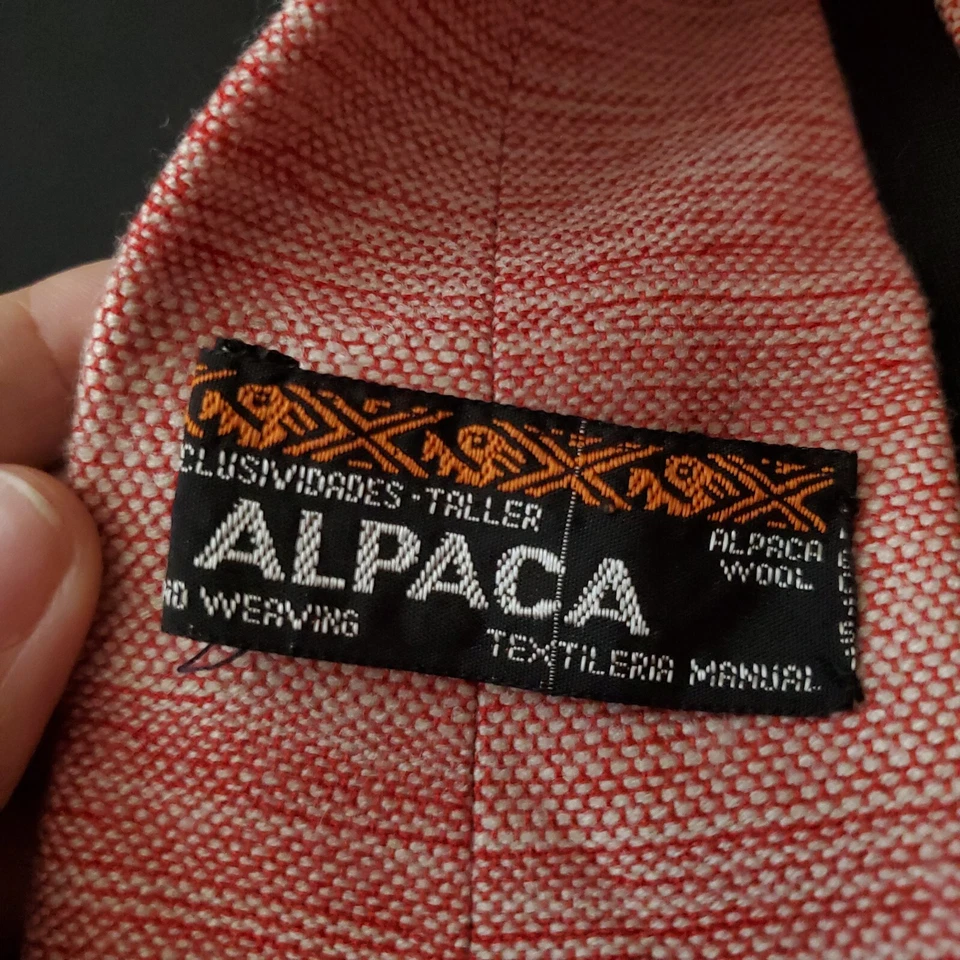 CLUSIVIDADES-TALLER
ALPACA
ALPACA
WOOL
WEAVING
TEXTILERIA MANUAL